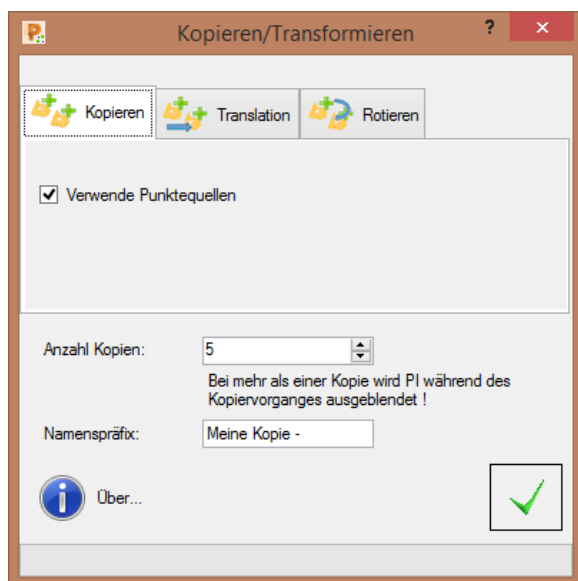 Kopieren/Transformieren
?
Kopieren
Translation
Rotieren
Verwende Punktequellen
Anzahl Kopien:
5
Bei mehr als einer Kopie wird PI während des
Kopiervorganges ausgeblendet !
Namenspräfix:
Meine Kopie -
Über...